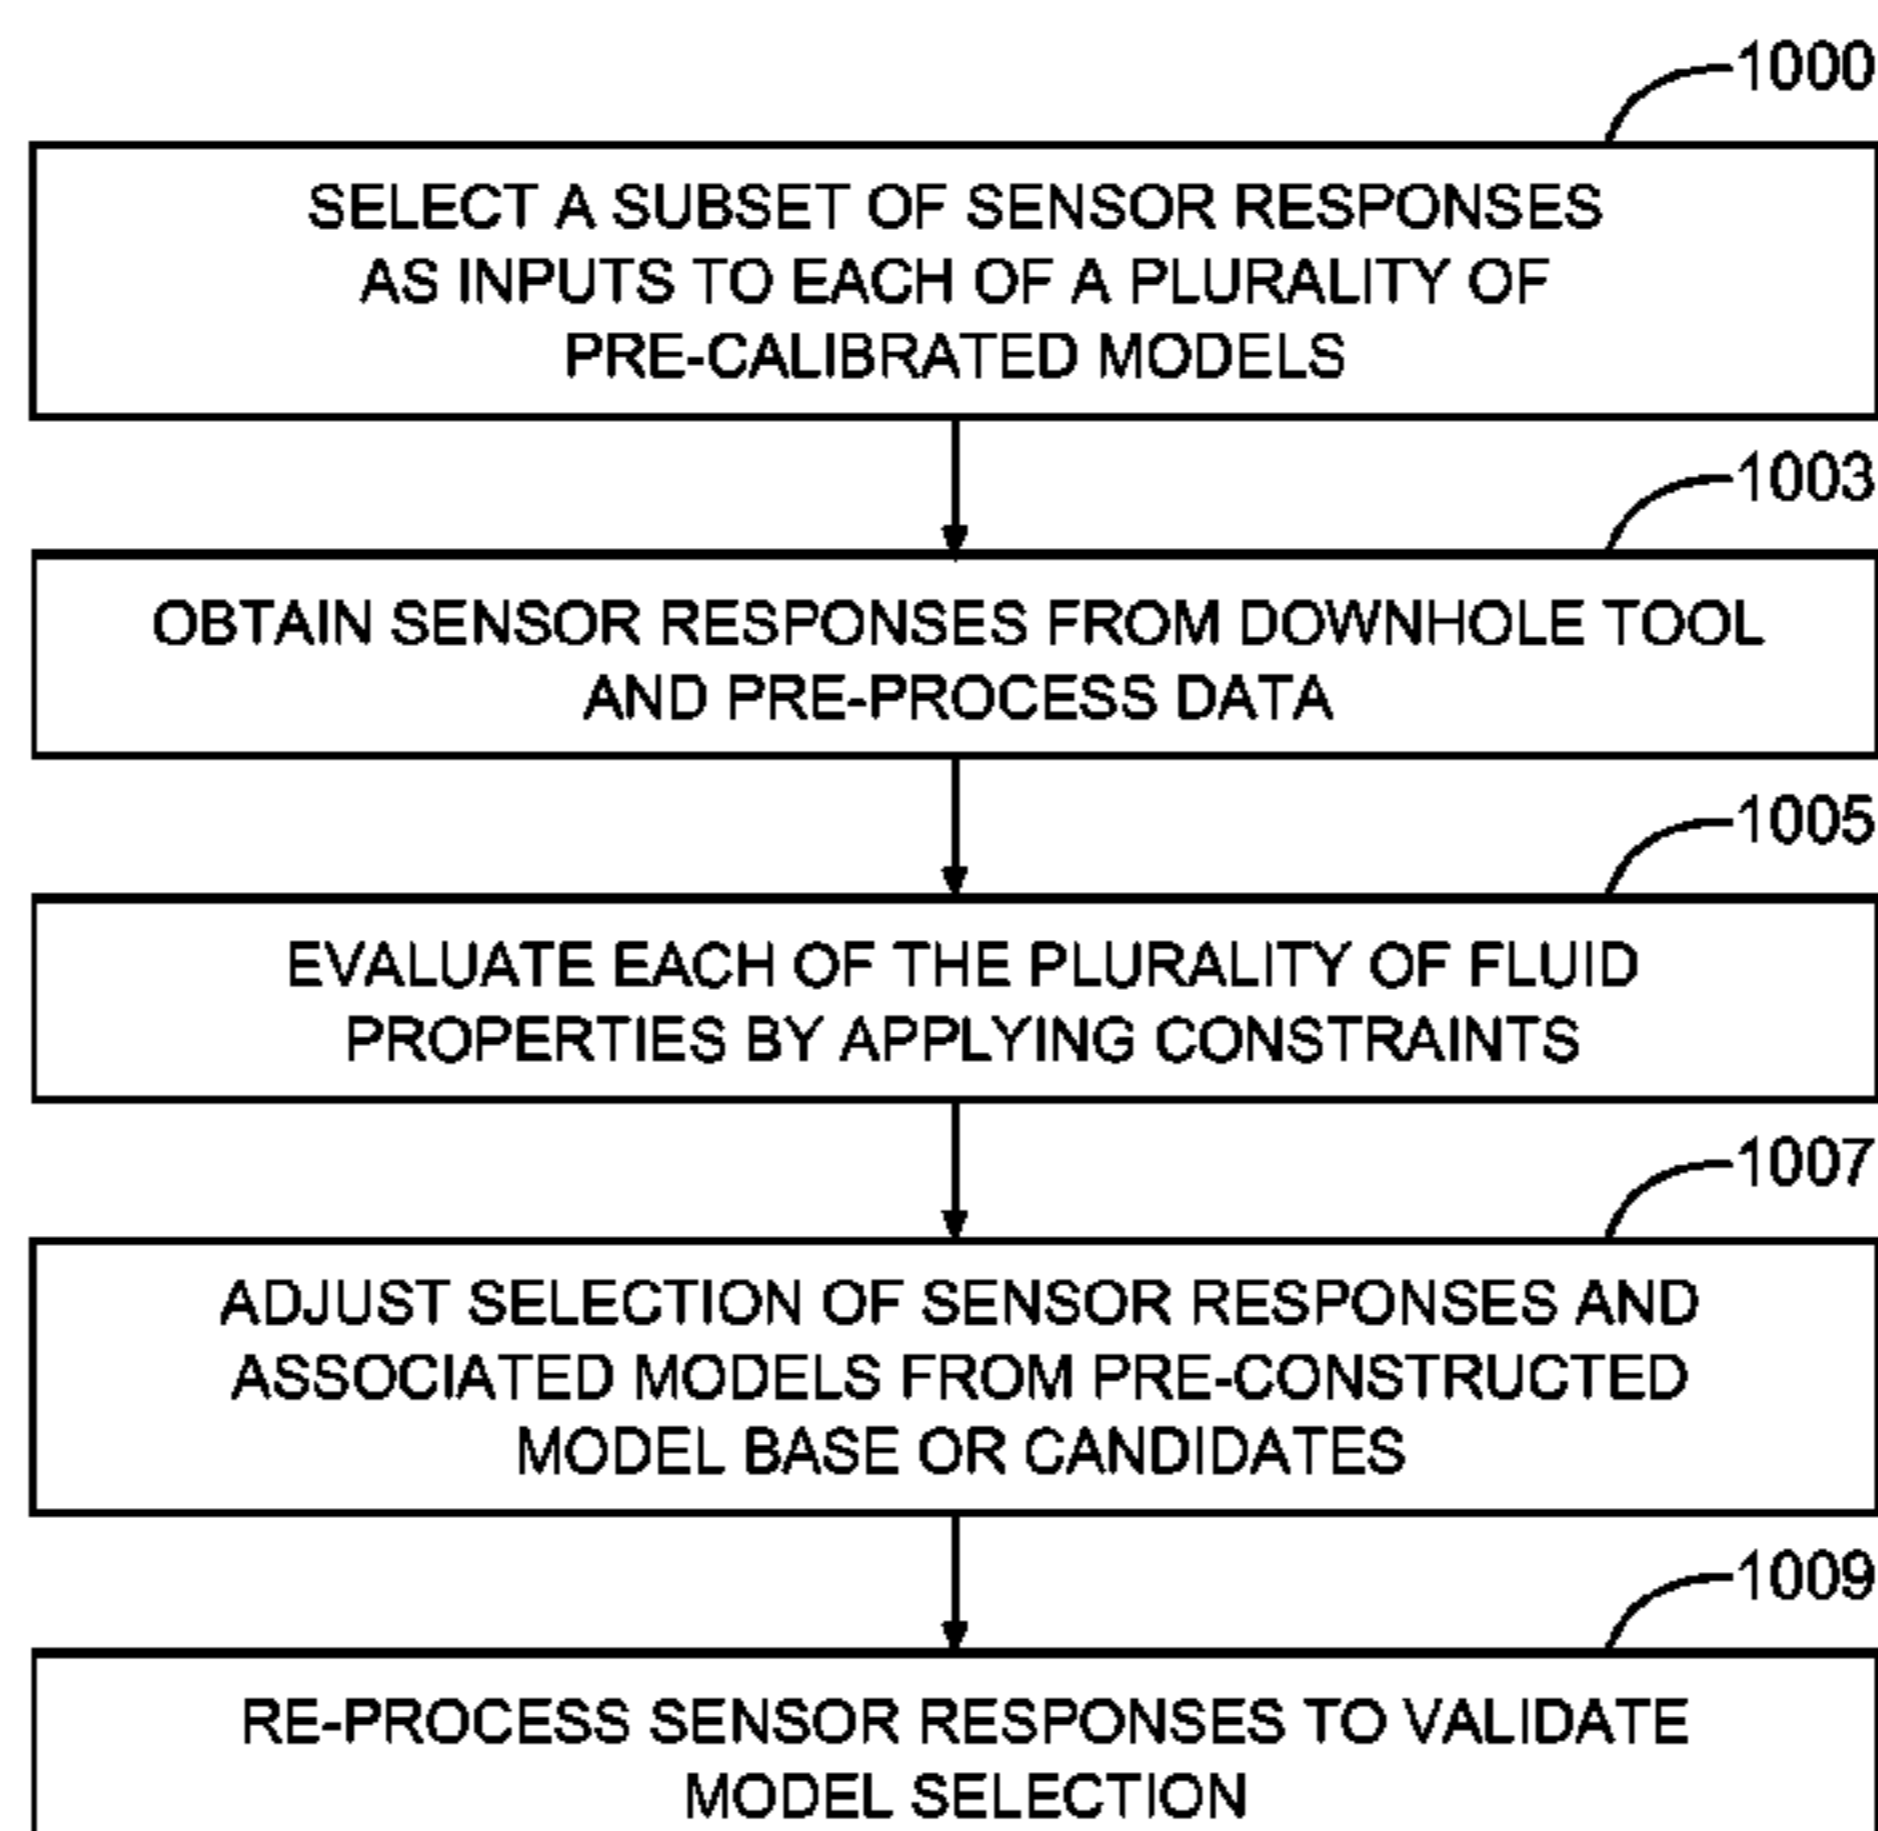 1000
SELECT A SUBSET OF SENSOR RESPONSES
AS INPUTS TO EACH OF A PLURALITY OF
PRE-CALIBRATED MODELS
1003
OBTAIN SENSOR RESPONSES FROM DOWNHOLE TOOL
AND PRE-PROCESS DATA
1005
EVALUATE EACH OF THE PLURALITY OF FLUID
PROPERTIES BY APPLYING CONSTRAINTS
1007
ADJUST SELECTION OF SENSOR RESPONSES AND
ASSOCIATED MODELS FROM PRE-CONSTRUCTED
MODEL BASE OR CANDIDATES
1009
RE-PROCESS SENSOR RESPONSES TO VALIDATE
MODEL SELECTION